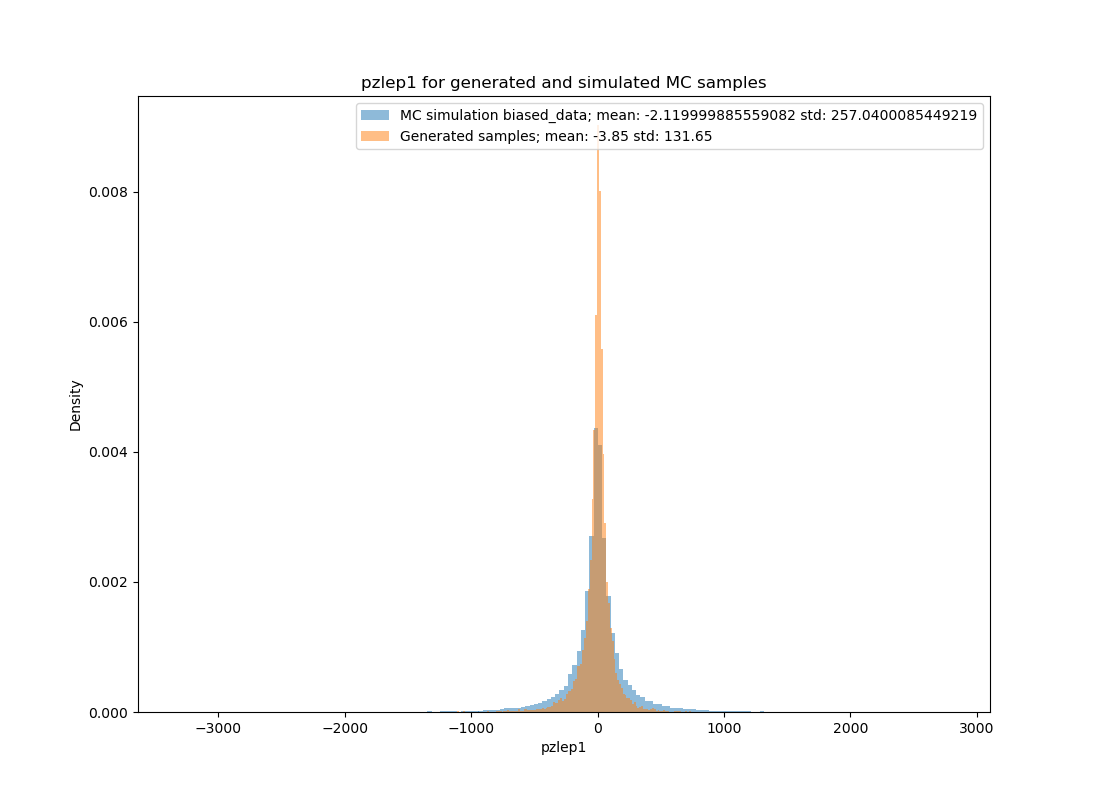 pzlep1 for generated and simulated MC samples
MC simulation biased_data; mean: -2.119999885559082 std: 257.0400085449219
Generated samples; mean: -3.85 std: 131.65
0.008
0.006
0.004
0.002
0.000
Density
−3000 −2000 −1000 0 1000 2000 3000
pzlep1